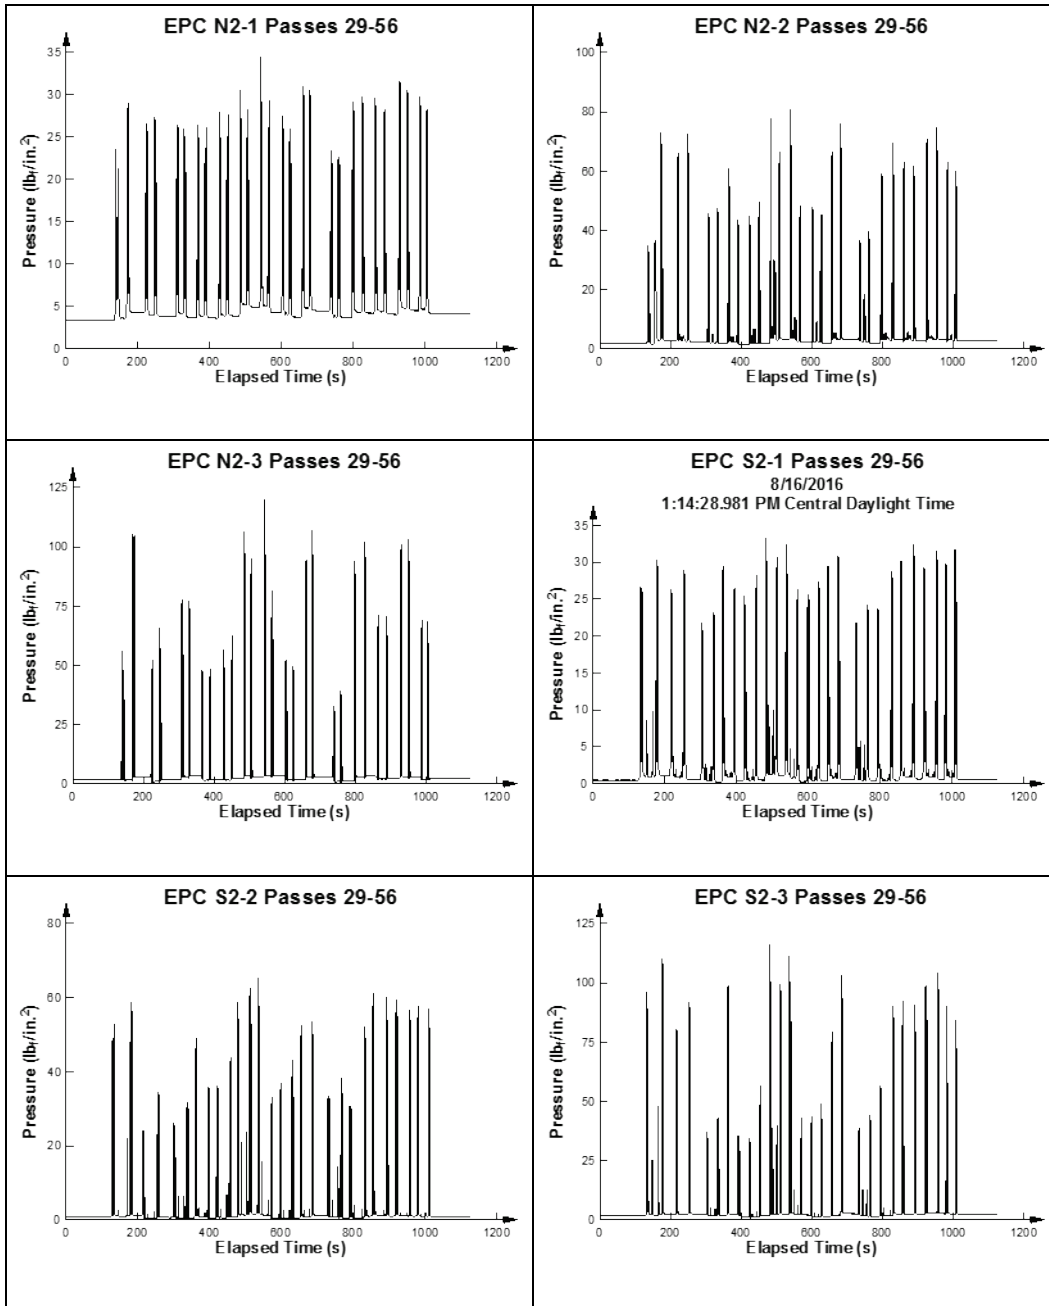 EPC N2-1 Passes 29-56
35
30
25
20
15
10
5
0
Pressure (lbf/in.²)
0 200 400 600 800 1000 1200
Elapsed Time (s)
EPC N2-2 Passes 29-56
100
80
60
40
20
0
Pressure (lbf/in.²)
0 200 400 600 800 1000 1200
Elapsed Time (s)
EPC N2-3 Passes 29-56
125
100
75
50
25
0
Pressure (lbf/in.²)
0 200 400 600 800 1000 1200
Elapsed Time (s)
EPC S2-1 Passes 29-56
8/16/2016
1:14:28.981 PM Central Daylight Time
35
30
25
20
15
10
5
0
Pressure (lbf/in.²)
0 200 400 600 800 1000 1200
Elapsed Time (s)
EPC S2-2 Passes 29-56
80
60
40
20
0
Pressure (lbf/in.²)
0 200 400 600 800 1000 1200
Elapsed Time (s)
EPC S2-3 Passes 29-56
125
100
75
50
25
0
Pressure (lbf/in.²)
0 200 400 600 800 1000 1200
Elapsed Time (s)